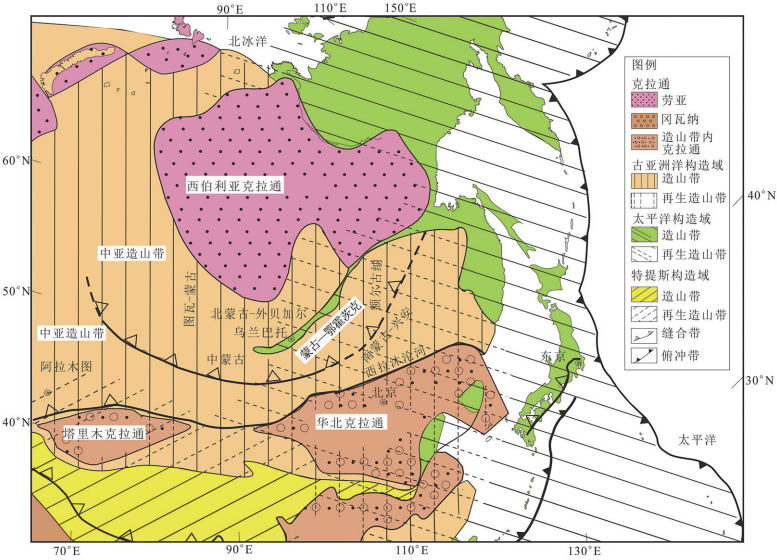 90°E
110°E
150°E
北冰洋
60°N
50°N
40°N
40°N
30°N
70°E
90°E
110°E
130°E
西伯利亚克拉通
中亚造山带
中亚造山带
图瓦-蒙古
额尔古纳
北蒙古-外贝加尔
乌兰巴托
蒙古—鄂霍茨克
南蒙古-兴安
中蒙古
西拉沐沦河
阿拉木图
北京
东京
塔里木克拉通
华北克拉通
太平洋
图例
克拉通
劳亚
冈瓦纳
造山带内
克拉通
古亚洲洋构造域
造山带
再生造山带
太平洋构造域
造山带
再生造山带
特提斯构造域
造山带
再生造山带
缝合带
俯冲带